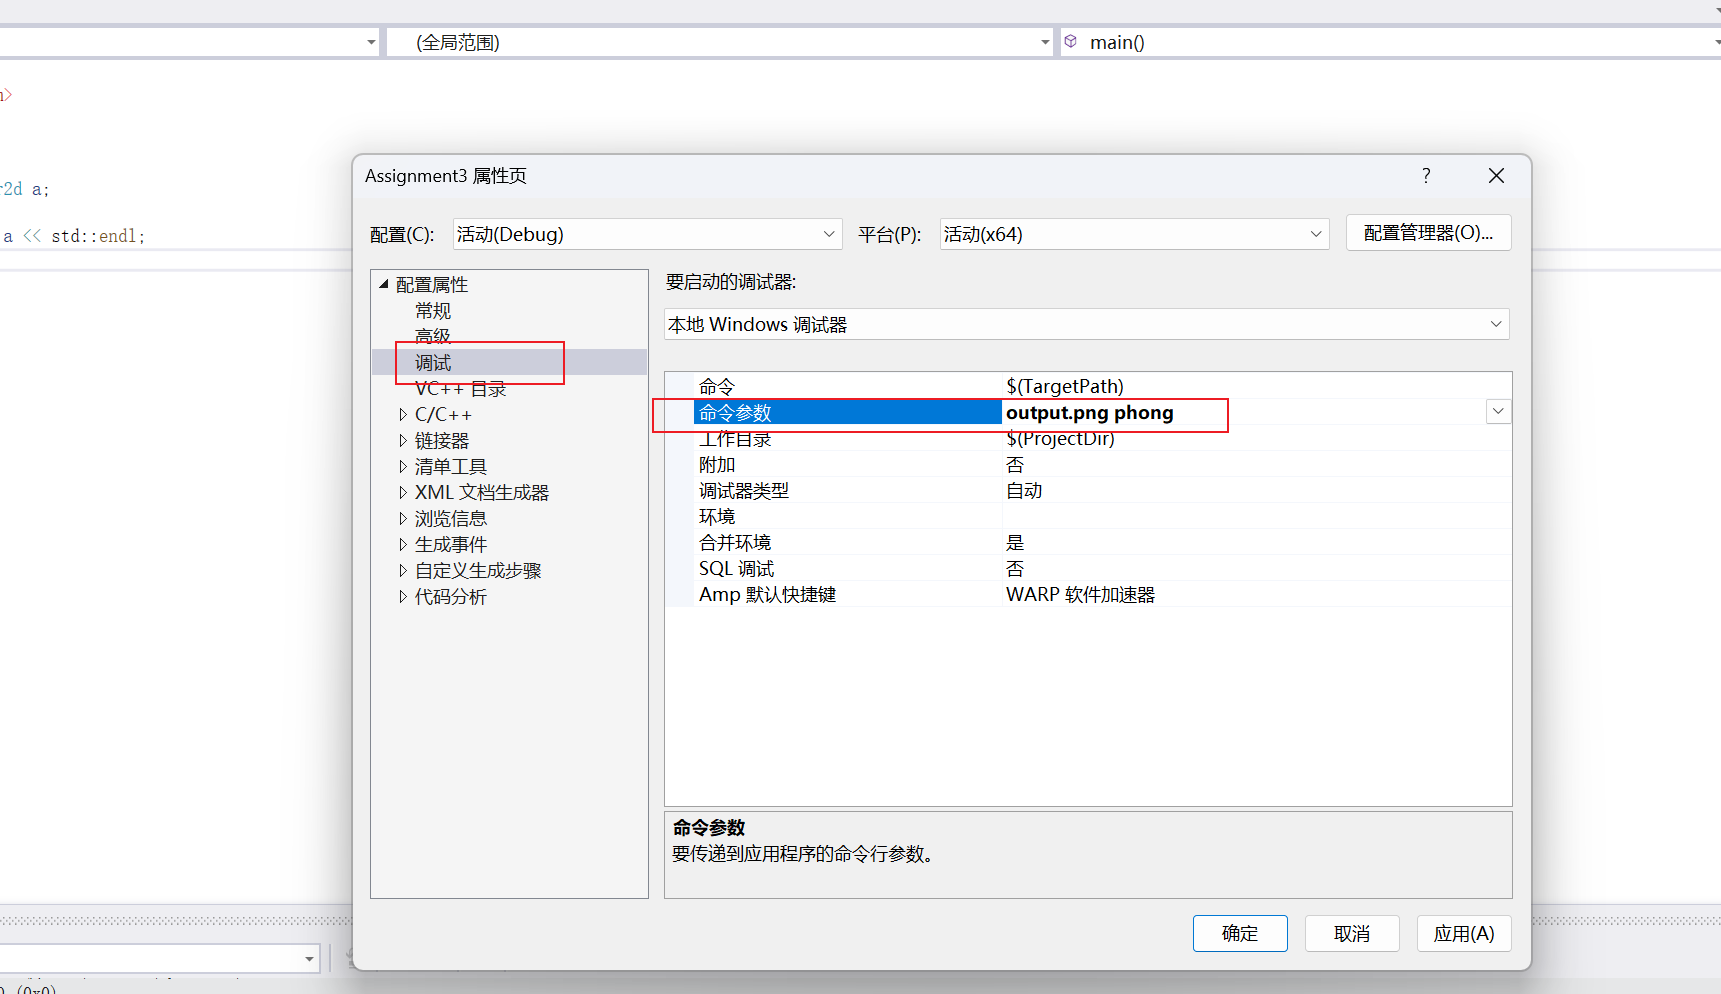 (全局范围)
main()
>
2d a;
a << std::endl;
Assignment3 属性页
?
配置(C):
活动(Debug)
平台(P):
活动(x64)
配置管理器(O)...
配置属性
常规
高级
调试
VC++ 目录
C/C++
链接器
清单工具
XML 文档生成器
浏览信息
生成事件
自定义生成步骤
代码分析
要启动的调试器:
本地 Windows 调试器
命令 $(TargetPath)
命令参数 output.png phong
工作目录 $(ProjectDir)
附加 否
调试器类型 自动
环境
合并环境 是
SQL 调试 否
Amp 默认快捷键 WARP 软件加速器
命令参数
要传递到应用程序的命令行参数。
确定
取消
应用(A)
(0x0)